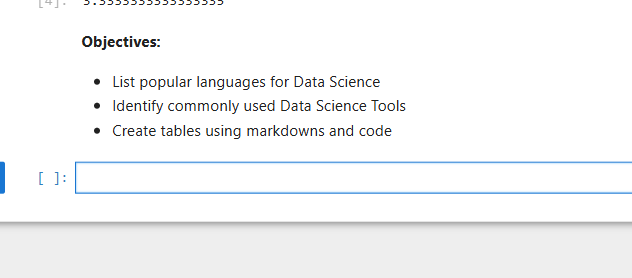 [4]: 3.3333333333333335
Objectives:
List popular languages for Data Science
Identify commonly used Data Science Tools
Create tables using markdowns and code
[ ]: